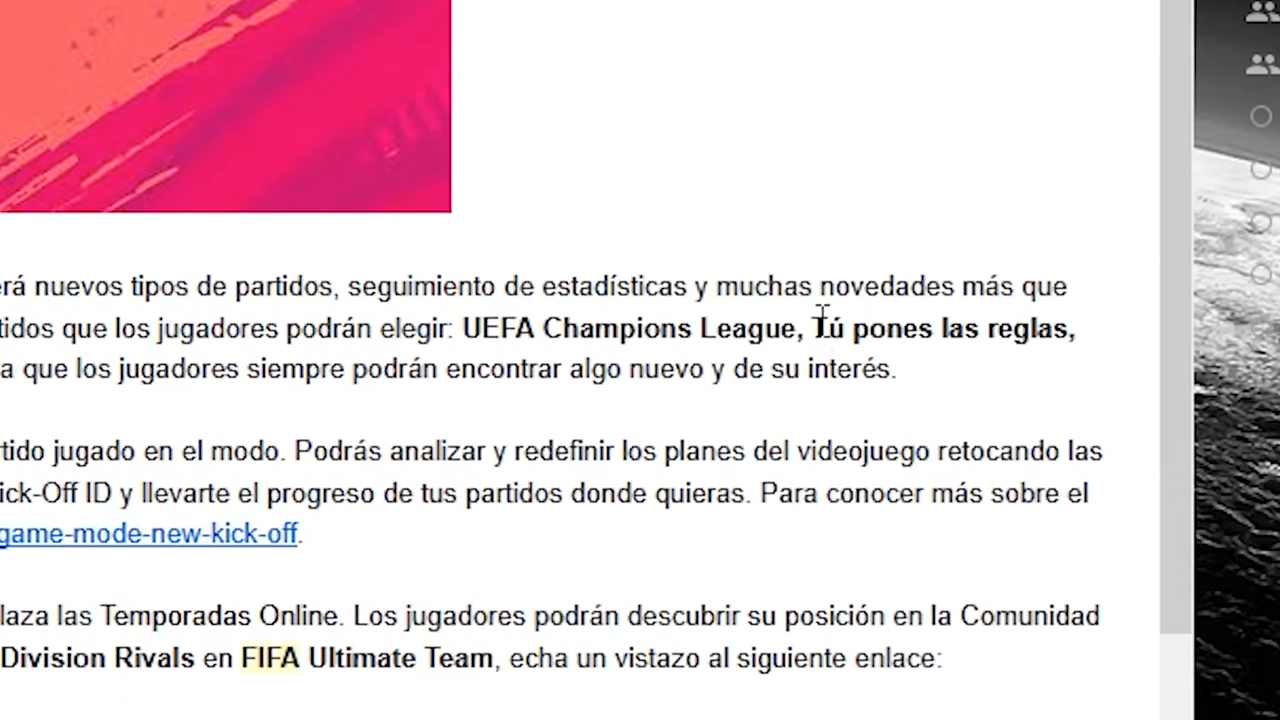 erá nuevos tipos de partidos, seguimiento de estadísticas y muchas novedades más que
tidos que los jugadores podrán elegir: UEFA Champions League, Tú pones las reglas,
a que los jugadores siempre podrán encontrar algo nuevo y de su interés.
rtido jugado en el modo. Podrás analizar y redefinir los planes del videojuego retocando las
ick-Off ID y llevarte el progreso de tus partidos donde quieras. Para conocer más sobre el
game-mode-new-kick-off.
laza las Temporadas Online. Los jugadores podrán descubrir su posición en la Comunidad
Division Rivals en FIFA Ultimate Team, echa un vistazo al siguiente enlace: